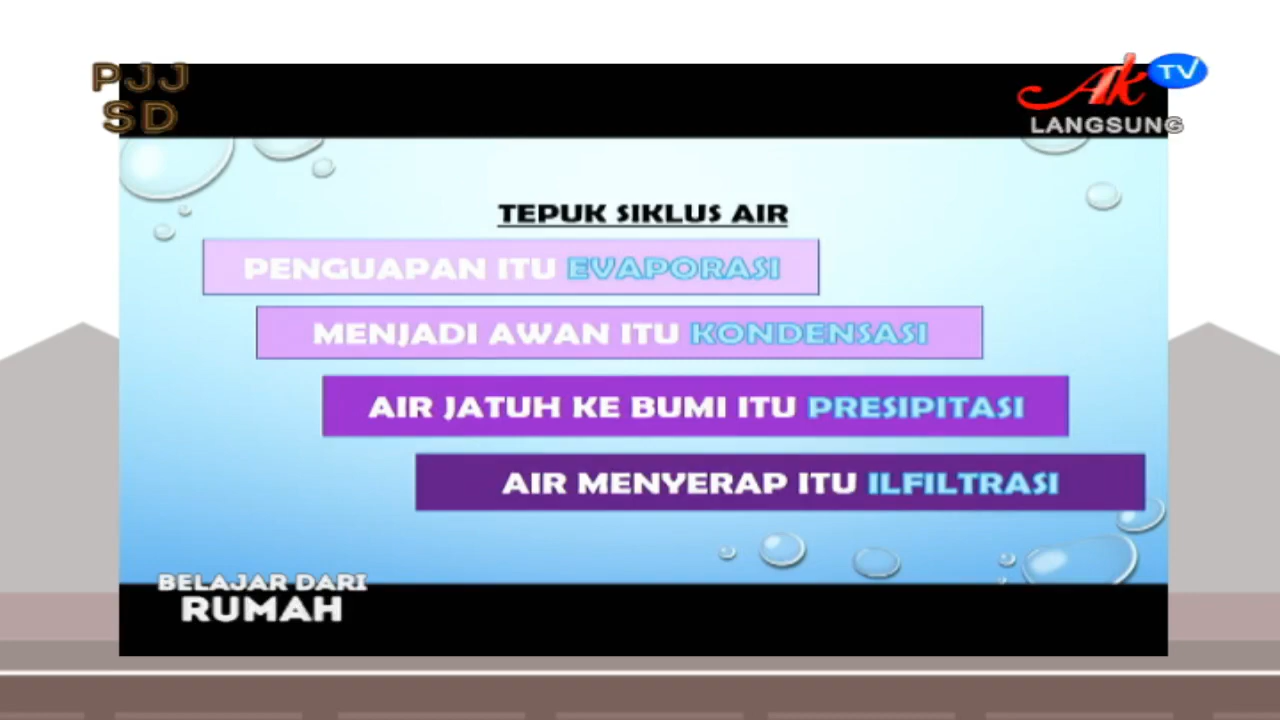 PJJ
SD
Ak TV
LANGSUNG
TEPUK SIKLUS AIR
PENGUAPAN ITU EVAPORASI
MENJADI AWAN ITU KONDENSASI
AIR JATUH KE BUMI ITU PRESIPITASI
AIR MENYERAP ITU ILFILTRASI
BELAJAR DARI
RUMAH